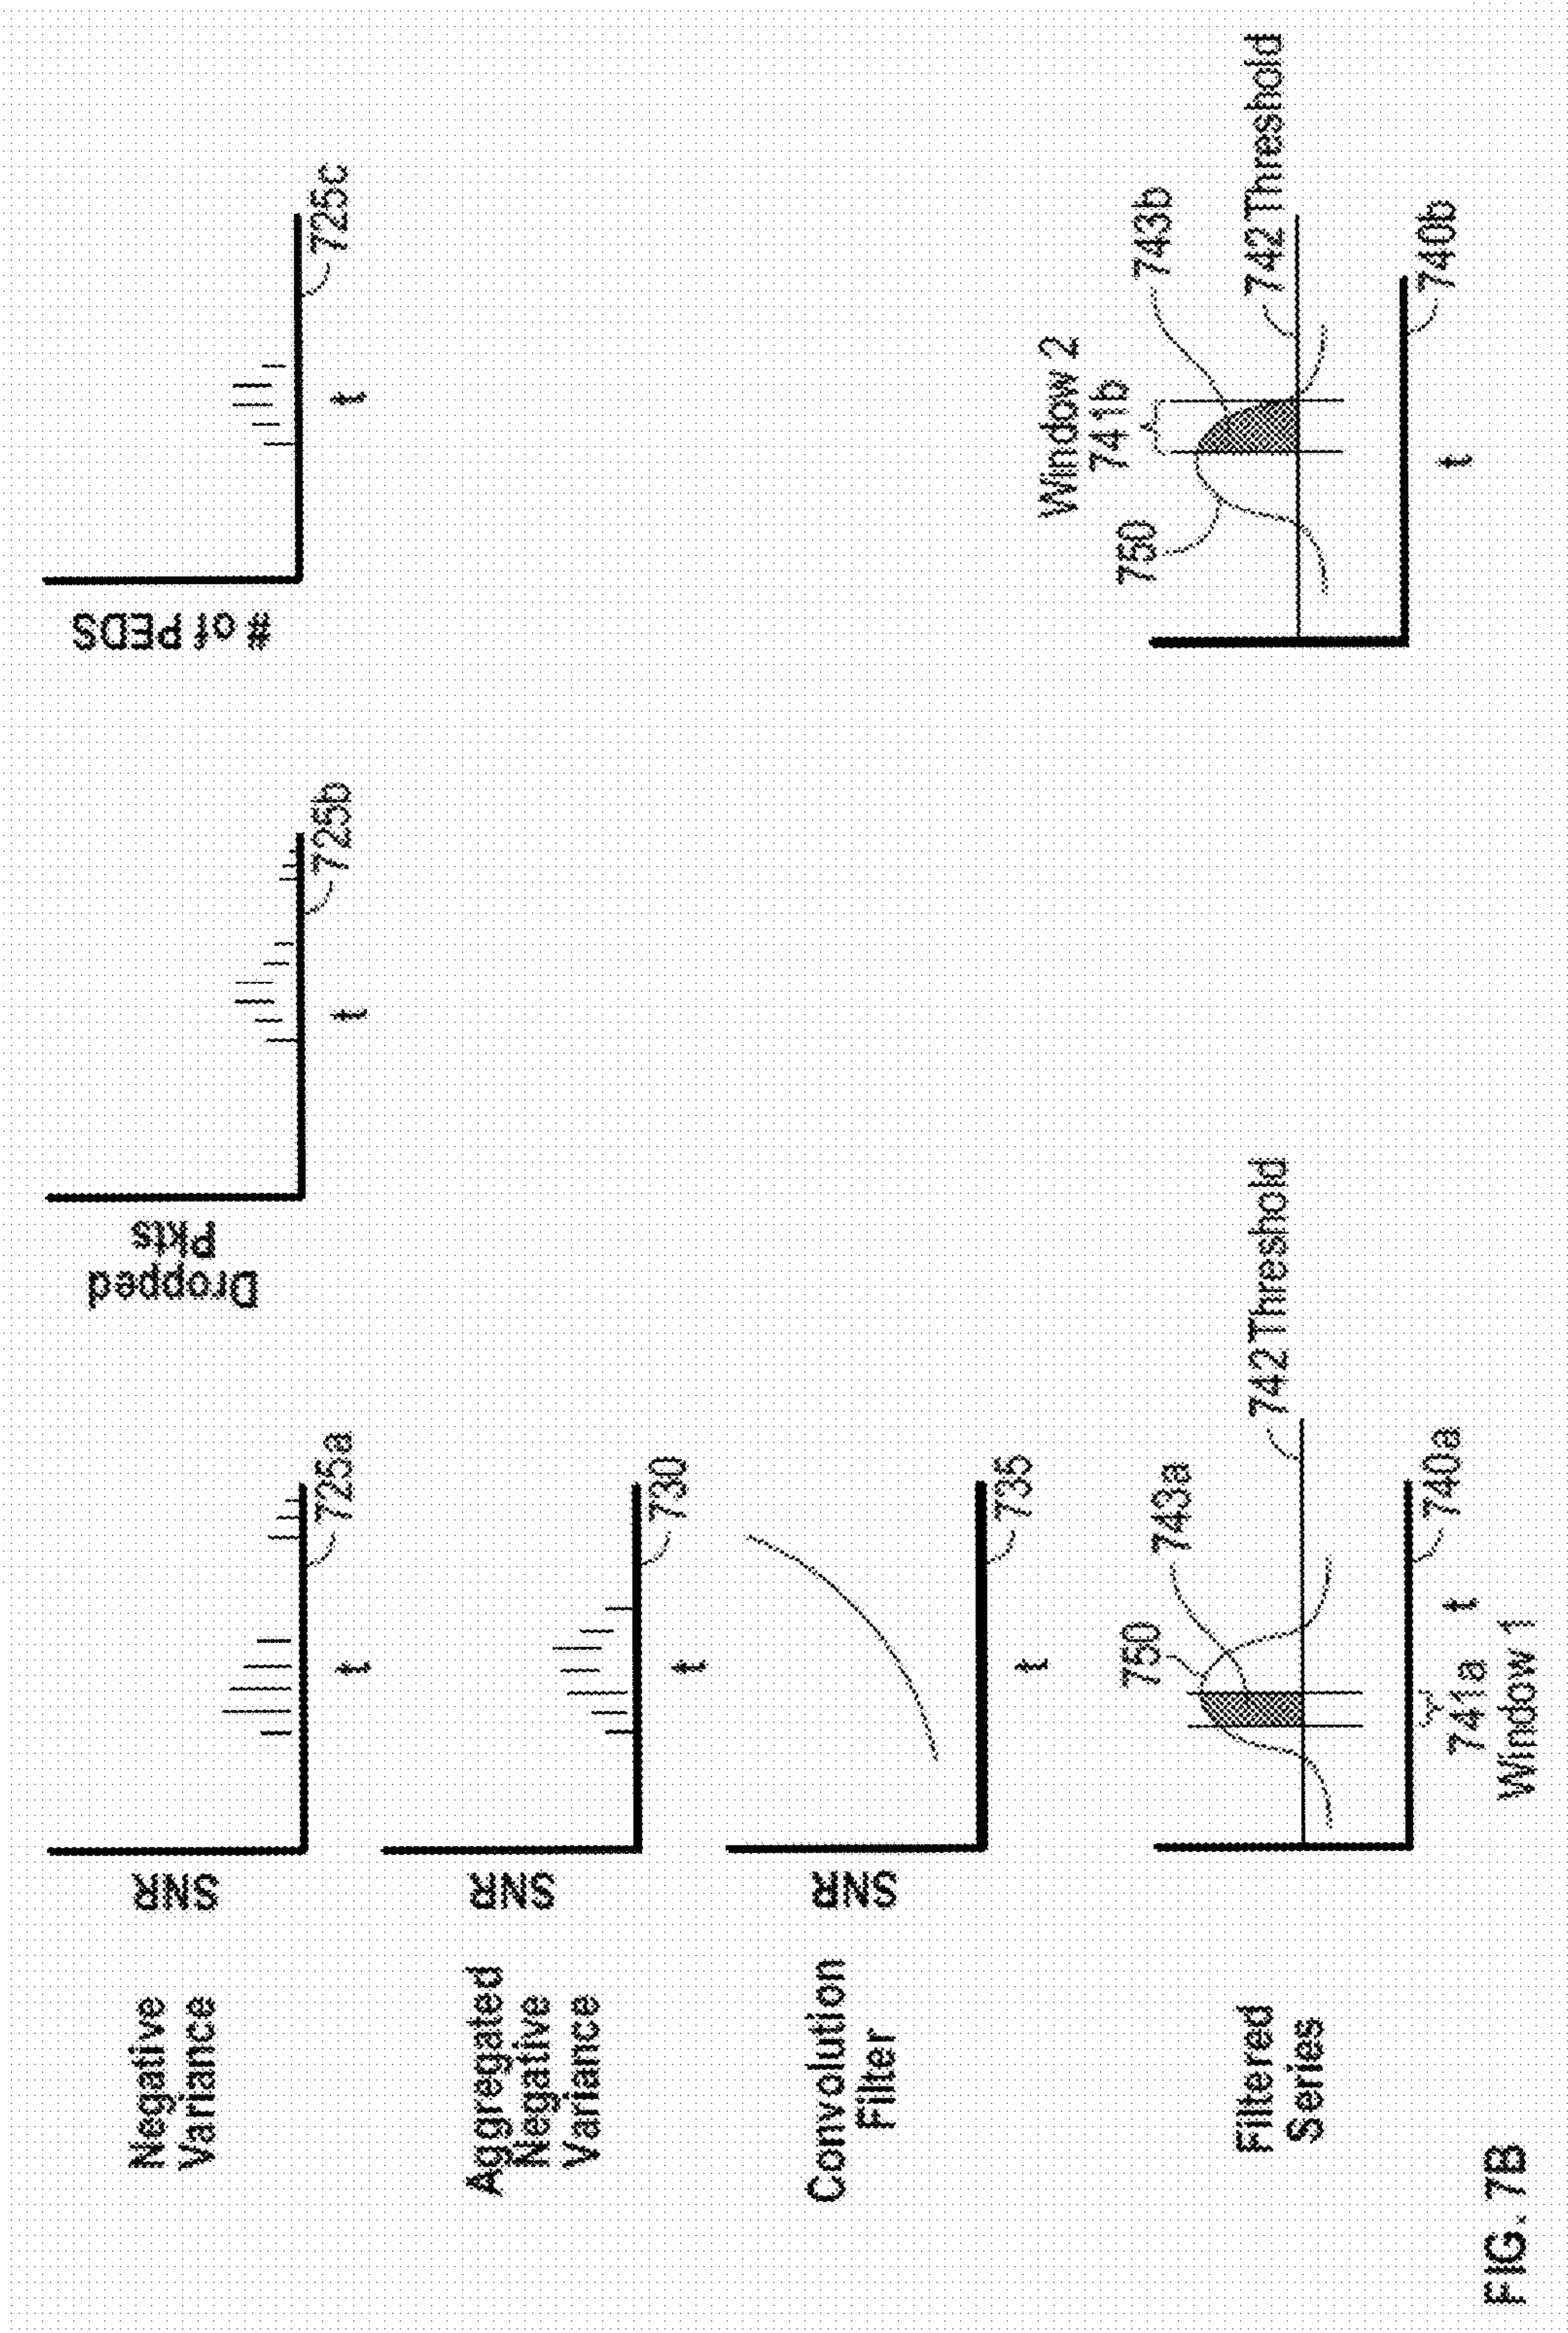 Negative
Variance
SNR
t
725a
Dropped
Pkts
t
725b
# of PEDS
t
725c
Aggregated
Negative
Variance
SNR
t
730
Convolution
Filter
SNR
t
735
Filtered
Series
750
743a
742 Threshold
t
740a
741a
Window 1
Window 2
741b
750
743b
742 Threshold
t
740b
FIG. 7B